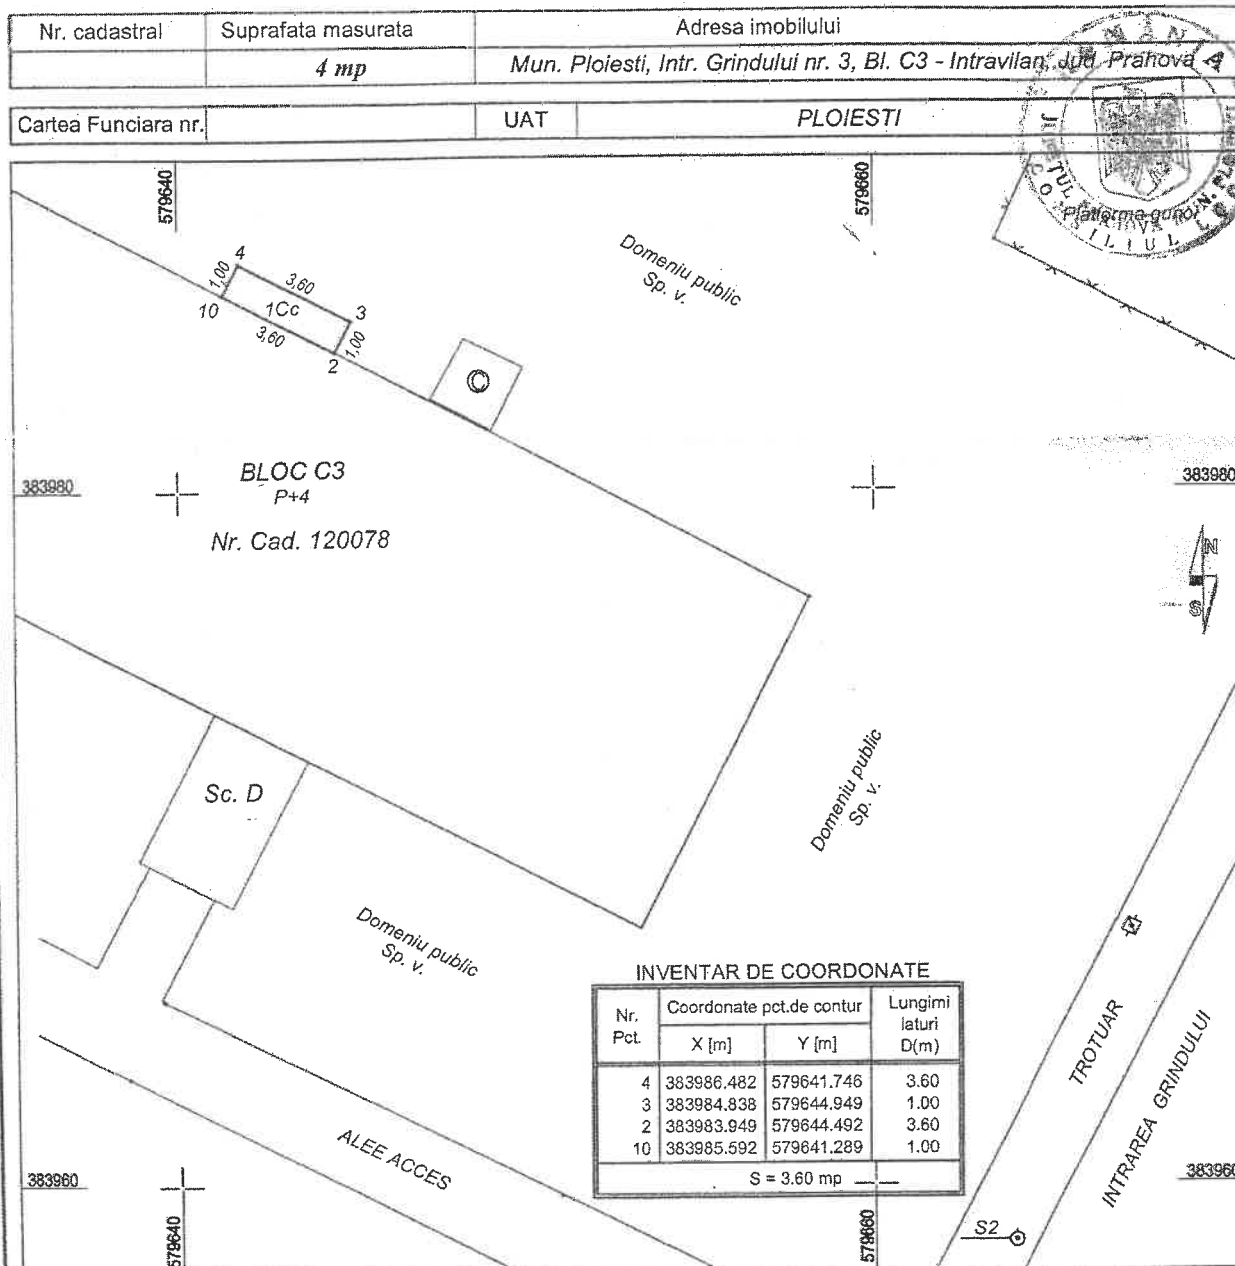 Nr. cadastral Suprafata masurata Adresa imobilului
4 mp Mun. Ploiesti, Intr. Grindului nr. 3, Bl. C3 - Intravilan, Jud. Prahova
Cartea Funciara nr. UAT PLOIESTI
579640 579660
Platforma gunoi
Domeniu public
Sp. v.
4
1,00
3,60
3
10
1Cc
3,60
1,00
2
C
BLOC C3
P+4
Nr. Cad. 120078
383980 383980
N
S
Sc. D
Domeniu public
Sp. v.
Domeniu public
Sp. v.
INVENTAR DE COORDONATE
Nr. Pct. Coordonate pct.de contur Lungimi laturi D(m)
X [m] Y [m]
4 383986.482 579641.746 3.60
3 383984.838 579644.949 1.00
2 383983.949 579644.492 3.60
10 383985.592 579641.289 1.00
S = 3.60 mp
TROTUAR
INTRAREA GRINDULUI
ALEE ACCES
383960 383960
579640 579660
S2